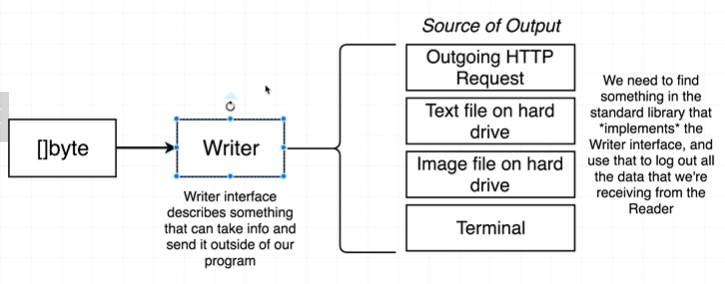 Source of Output
[]byte
Writer
Writer interface
describes something
that can take info and
send it outside of our
program
Outgoing HTTP
Request
Text file on hard
drive
Image file on hard
drive
Terminal
We need to find
something in the
standard library that
*implements* the
Writer interface, and
use that to log out all
the data that we're
receiving from the
Reader